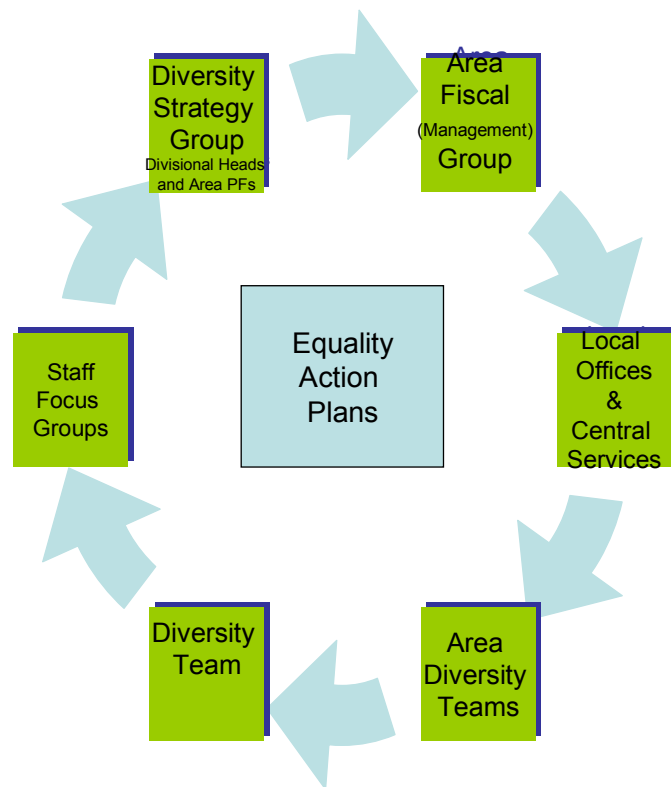 Diversity
Strategy
Group
Divisional Heads
and Area PFs
Area
Area
Fiscal
(Management)
Group
Local
Offices
&
Central
Services
Area
Diversity
Teams
Diversity
Team
Staff
Focus
Groups
Equality
Action
Plans